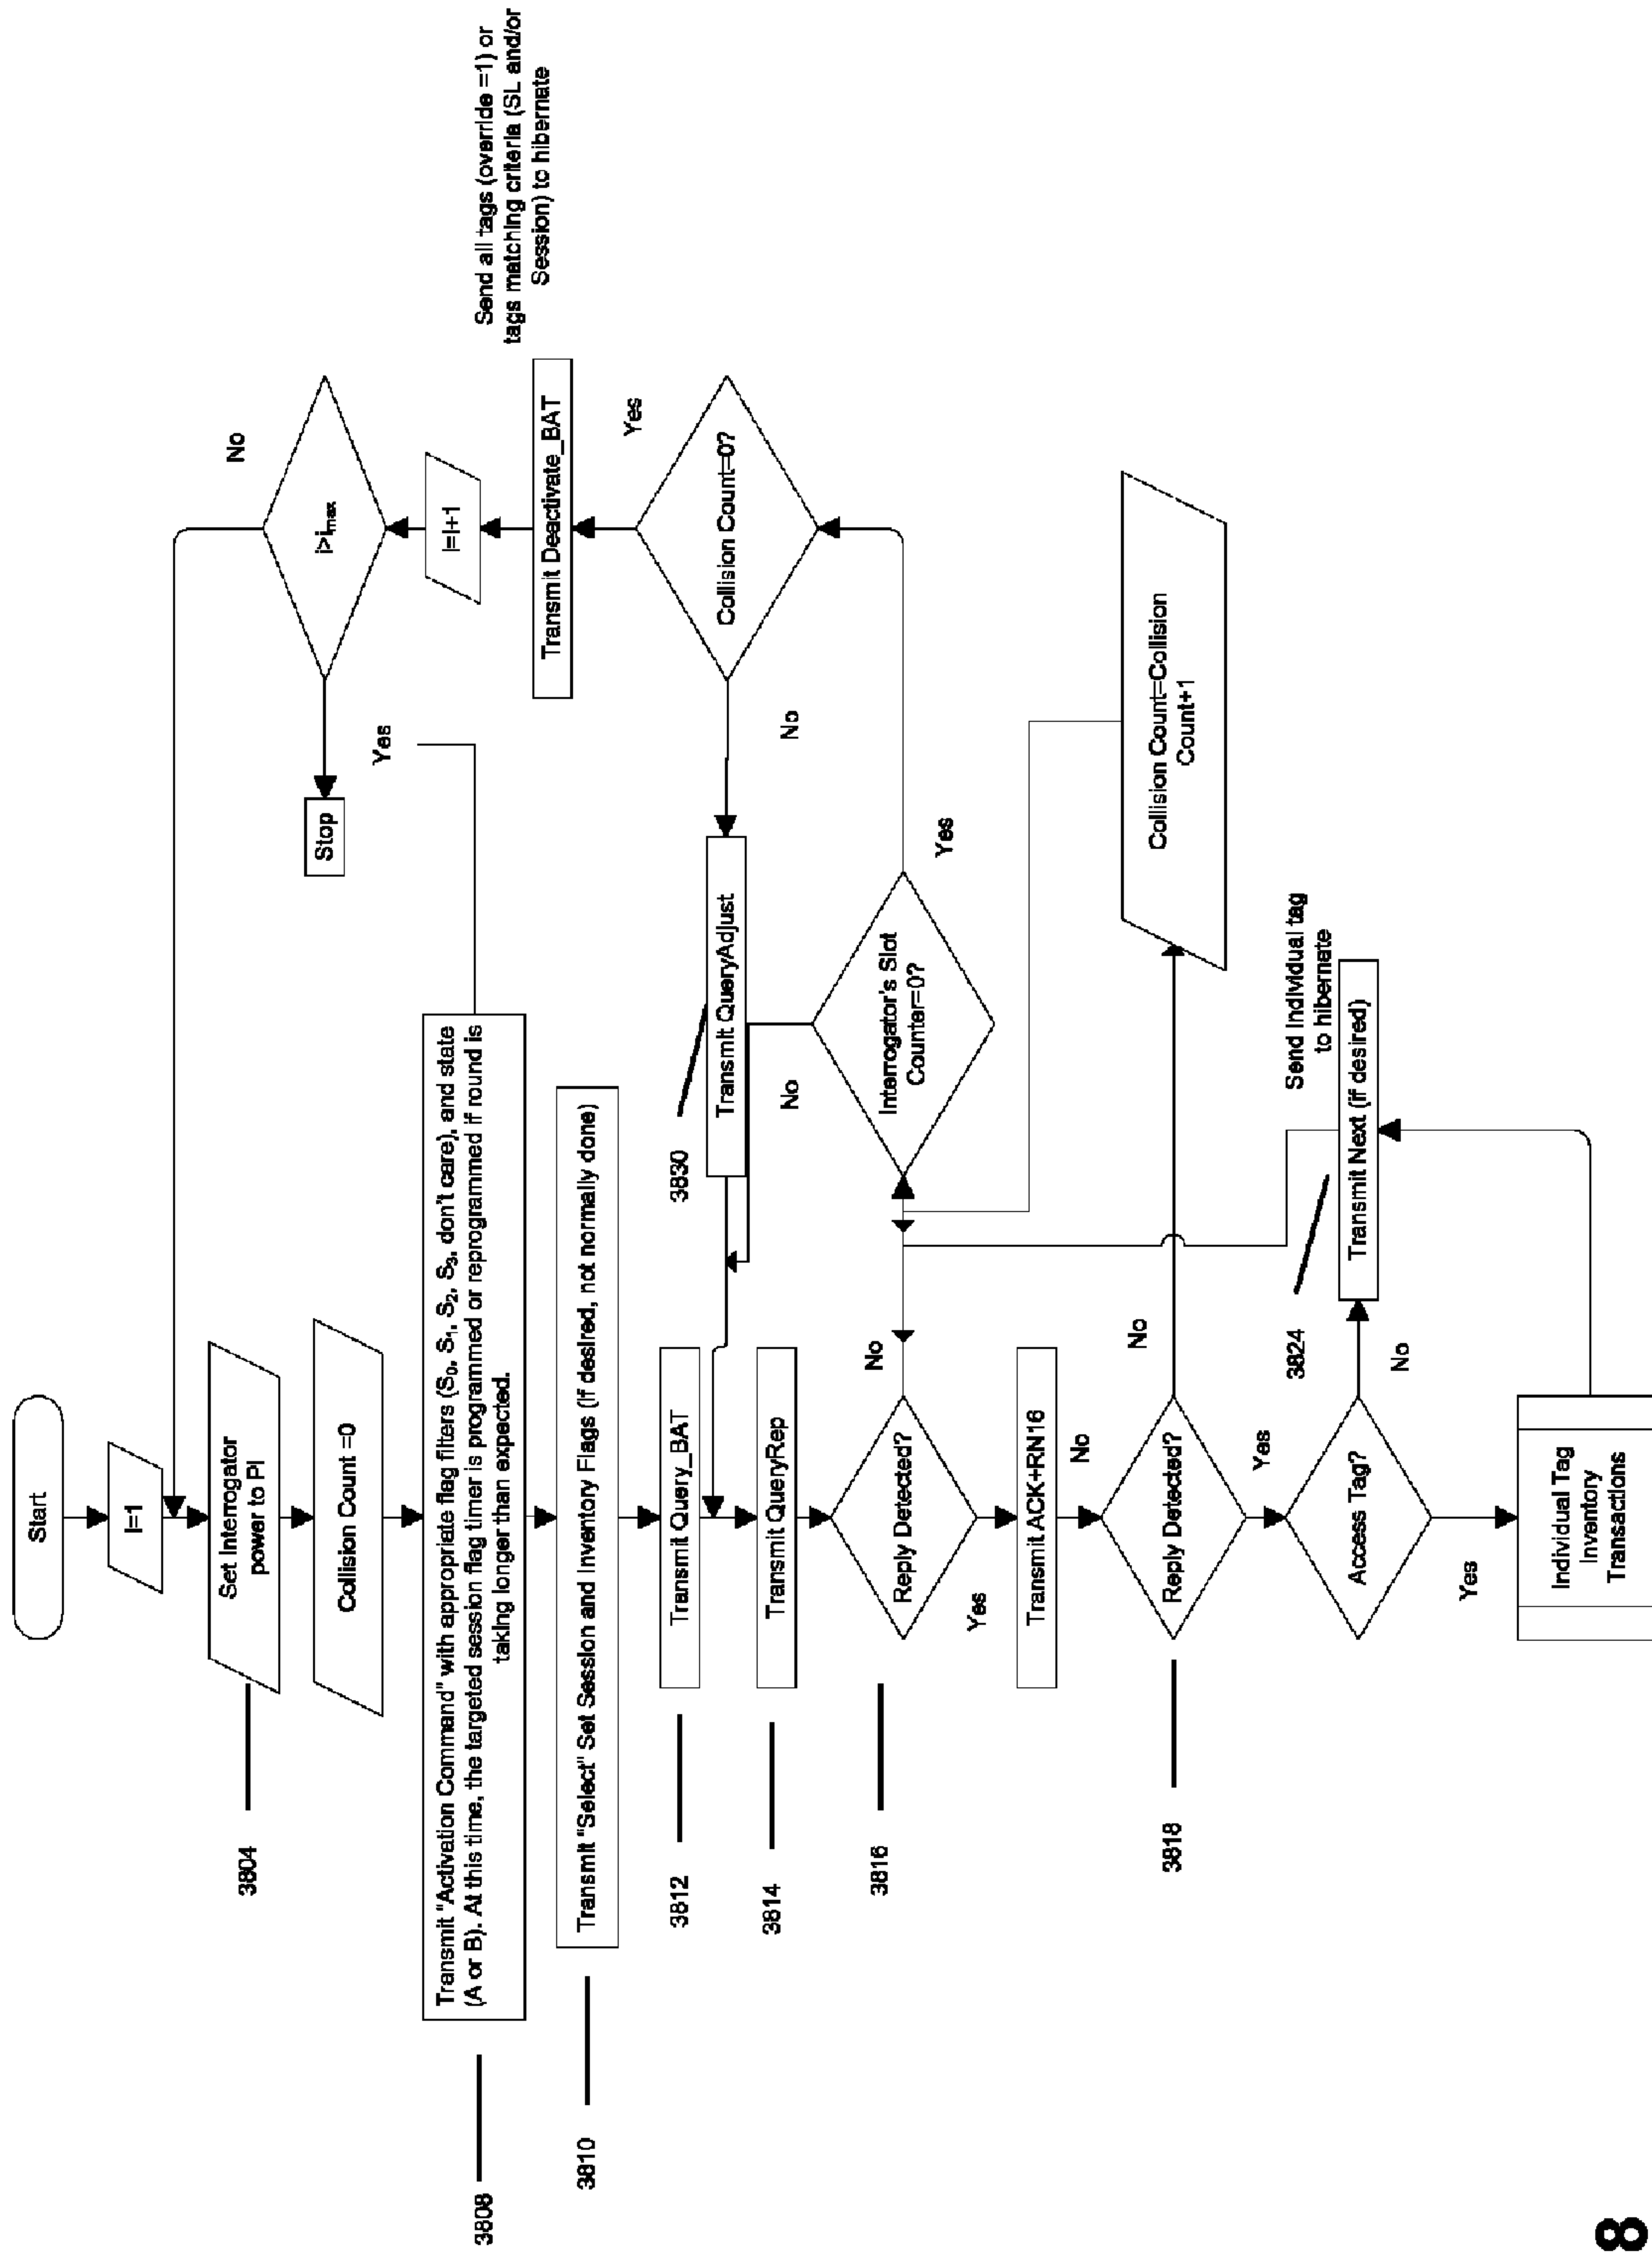 Start
I=1
Set Interrogator
power to PI
3804
Collision Count =0
Transmit "Activation Command" with appropriate flag filters (S₀, S₁, S₂, S₃, don't care), and state
(A or B). At this time, the targeted session flag timer is programmed or reprogrammed if round is
taking longer than expected.
3808
Transmit "Select" Set Session and Inventory Flags (if desired, not normally done)
3810
Transmit Query_BAT
3812
Transmit QueryRep
3814
Reply Detected?
3816
No
Yes
Transmit ACK+RN16
No
Reply Detected?
3818
No
Yes
Access Tag?
No
Yes
Individual Tag
Inventory
Transactions
Transmit Next (if desired)
3824
Send Individual tag
to hibernate
Collision Count=Collision
Count+1
Interrogator's Slot
Counter=0?
No
Yes
Transmit QueryAdjust
3830
Collision Count=0?
No
Yes
Transmit Deactivate_BAT
Send all tags (override =1) or
tags matching criteria (SL and/or
Session) to hibernate
I=I+1
i>iₘₐₓ
No
Yes
Stop
8